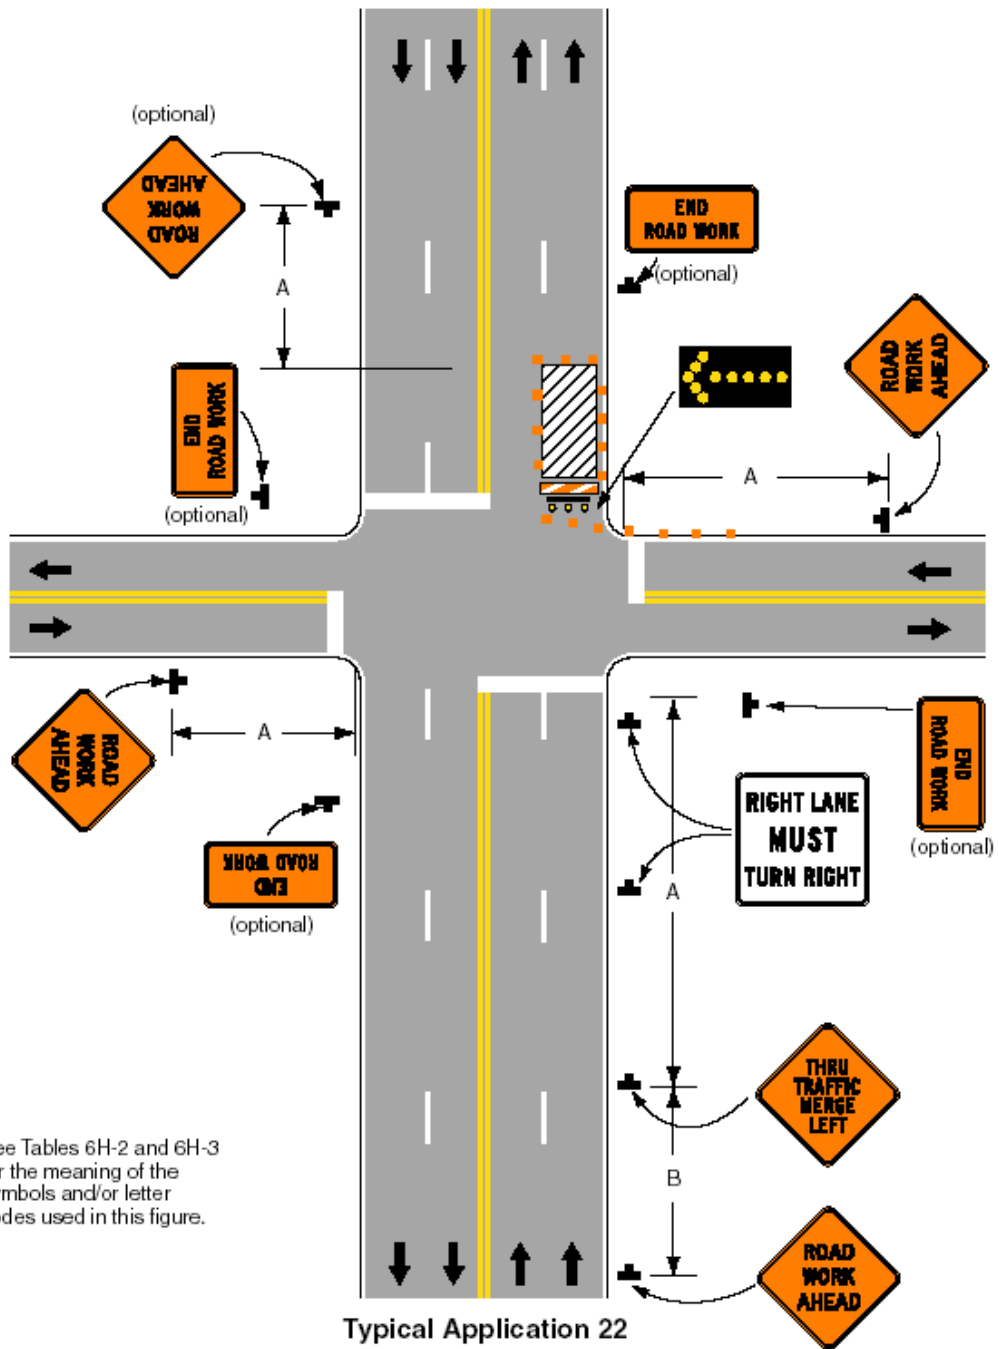 (optional)
ROAD
WORK
AHEAD
A
END
ROAD WORK
(optional)
ROAD
WORK
AHEAD
END
ROAD WORK
(optional)
A
ROAD
WORK
AHEAD
A
END
ROAD WORK
(optional)
RIGHT LANE
MUST
TURN RIGHT
A
END
ROAD WORK
(optional)
THRU
TRAFFIC
MERGE
LEFT
B
ROAD
WORK
AHEAD
ee Tables 6H-2 and 6H-3
r the meaning of the
mbols and/or letter
des used in this figure.
Typical Application 22